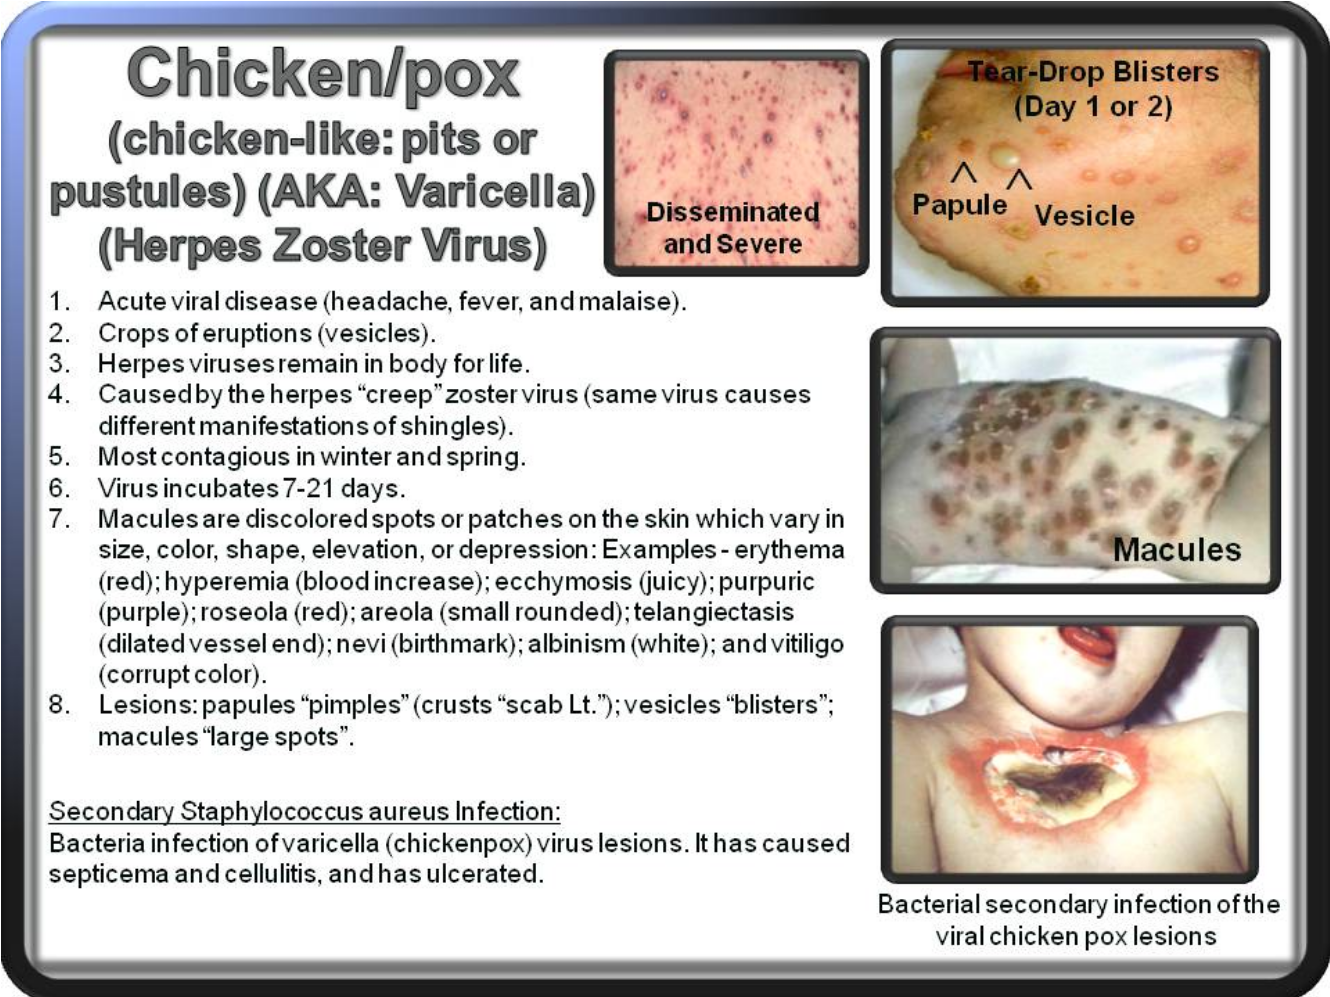 Chicken/pox
(chicken-like: pits or
pustules) (AKA: Varicella)
(Herpes Zoster Virus)
Disseminated
and Severe
Tear-Drop Blisters
(Day 1 or 2)
Papule
Vesicle
1. Acute viral disease (headache, fever, and malaise).
2. Crops of eruptions (vesicles).
3. Herpes viruses remain in body for life.
4. Caused by the herpes “creep” zoster virus (same virus causes
different manifestations of shingles).
5. Most contagious in winter and spring.
6. Virus incubates 7-21 days.
7. Macules are discolored spots or patches on the skin which vary in
size, color, shape, elevation, or depression: Examples - erythema
(red); hyperemia (blood increase); ecchymosis (juicy); purpuric
(purple); roseola (red); areola (small rounded); telangiectasis
(dilated vessel end); nevi (birthmark); albinism (white); and vitiligo
(corrupt color).
8. Lesions: papules “pimples” (crusts “scab Lt.”); vesicles “blisters”;
macules “large spots”.
Macules
Secondary Staphylococcus aureus Infection:
Bacteria infection of varicella (chickenpox) virus lesions. It has caused
septicema and cellulitis, and has ulcerated.
Bacterial secondary infection of the
viral chicken pox lesions